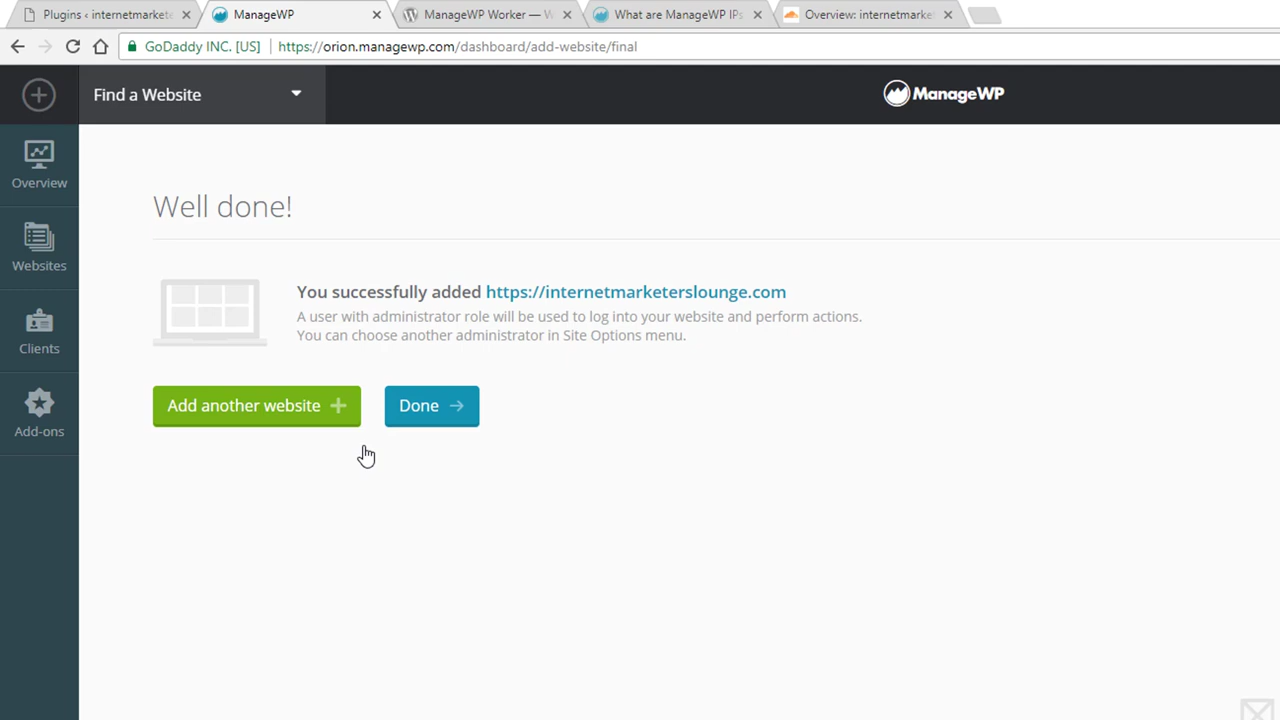 Plugins ‹ internetmarkete
ManageWP
ManageWP Worker — W
What are ManageWP IPs
Overview: internetmarke
GoDaddy INC. [US]
https://orion.managewp.com/dashboard/add-website/final
Find a Website
ManageWP
Overview
Websites
Clients
Add-ons
Well done!
You successfully added https://internetmarketerslounge.com
A user with administrator role will be used to log into your website and perform actions.
You can choose another administrator in Site Options menu.
Add another website
Done